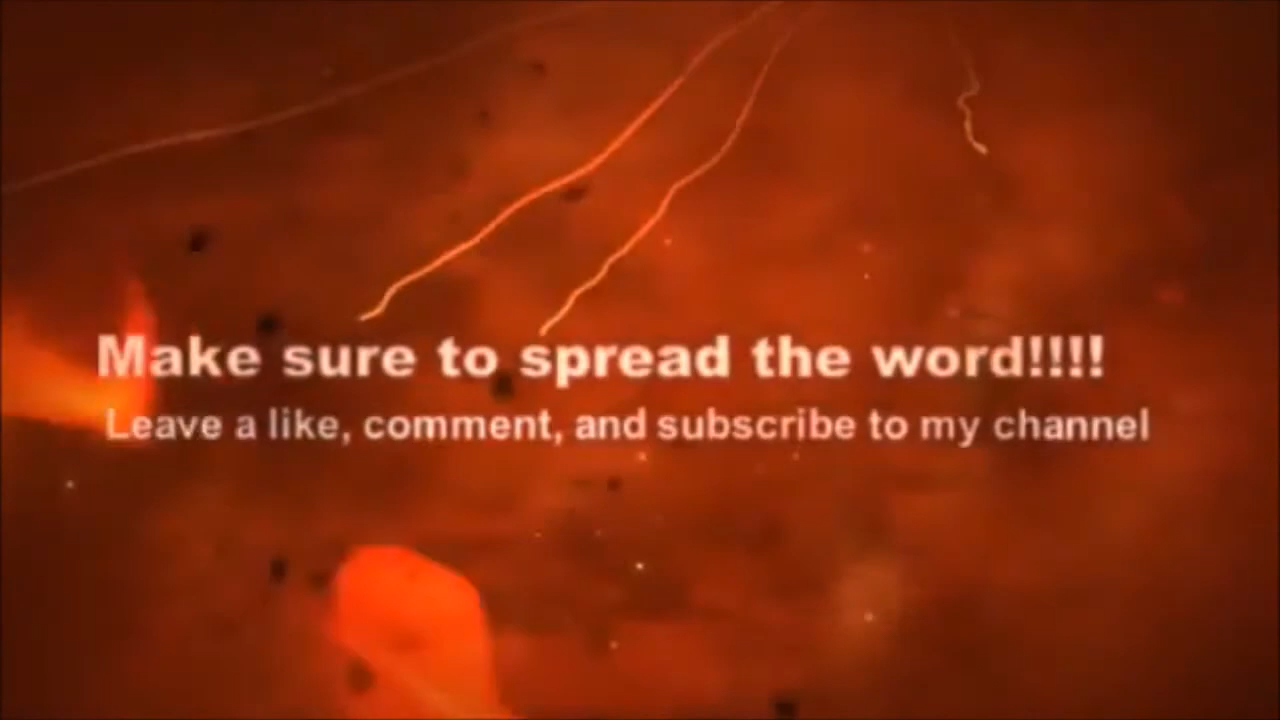 Make sure to spread the word!!!!
Leave a like, comment, and subscribe to my channel